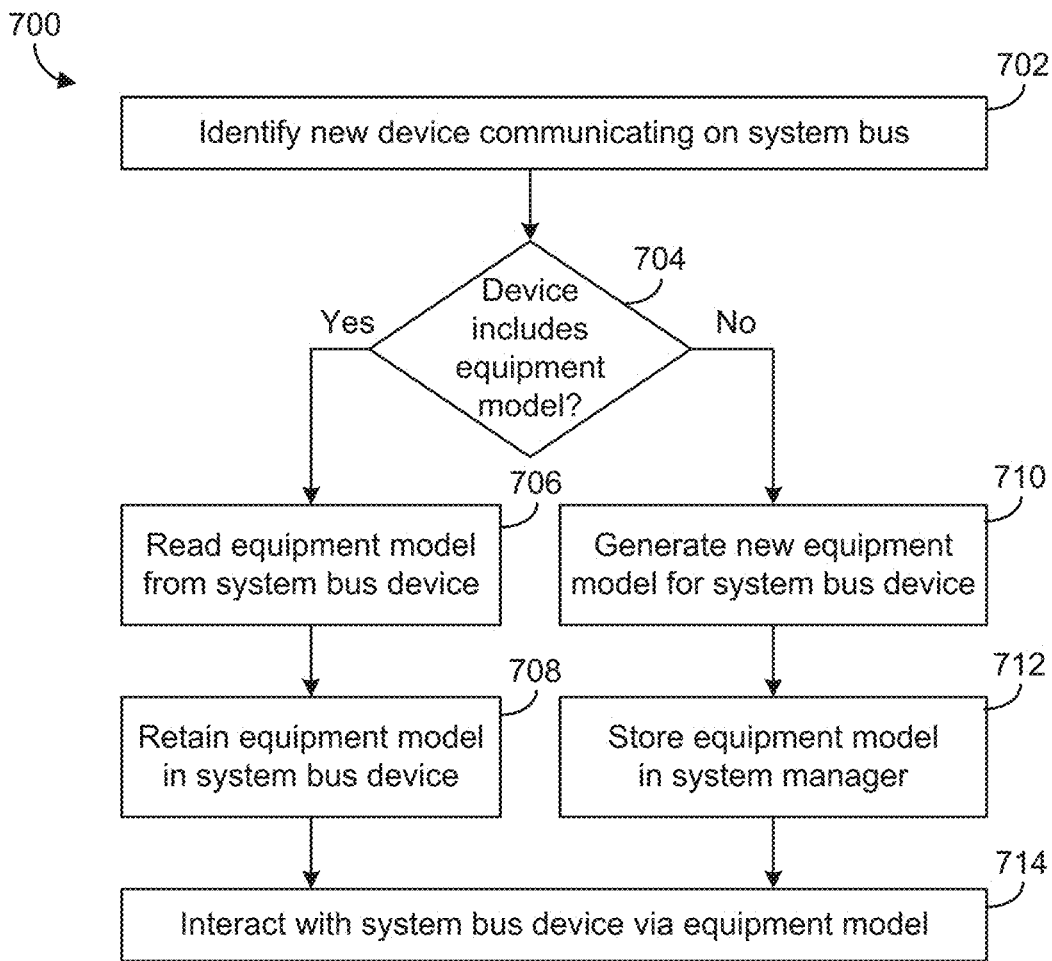 700
702
Identify new device communicating on system bus
704
Device
includes
equipment
model?
Yes
No
706
710
Read equipment model
from system bus device
Generate new equipment
model for system bus device
708
712
Retain equipment model
in system bus device
Store equipment model
in system manager
714
Interact with system bus device via equipment model